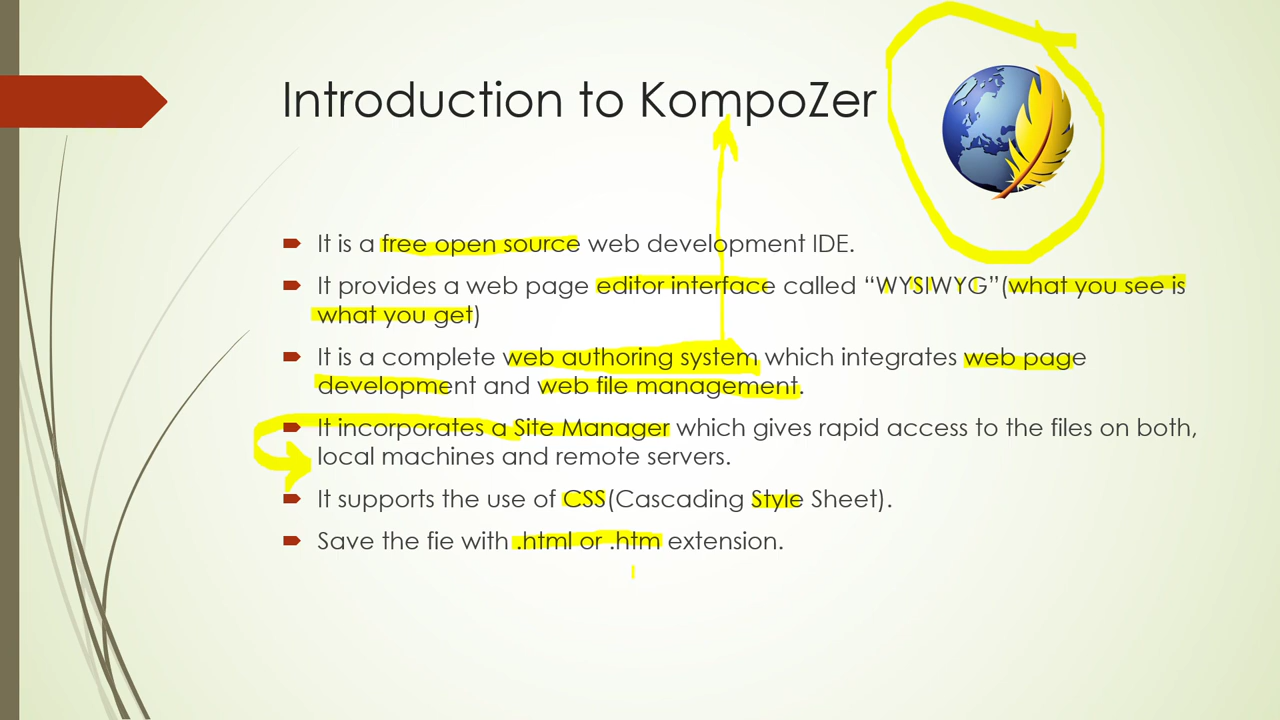 Introduction to KompoZer
It is a free open source web development IDE.
It provides a web page editor interface called “WYSIWYG”(what you see is
what you get)
It is a complete web authoring system which integrates web page
development and web file management.
It incorporates a Site Manager which gives rapid access to the files on both,
local machines and remote servers.
It supports the use of CSS(Cascading Style Sheet).
Save the fie with .html or .htm extension.